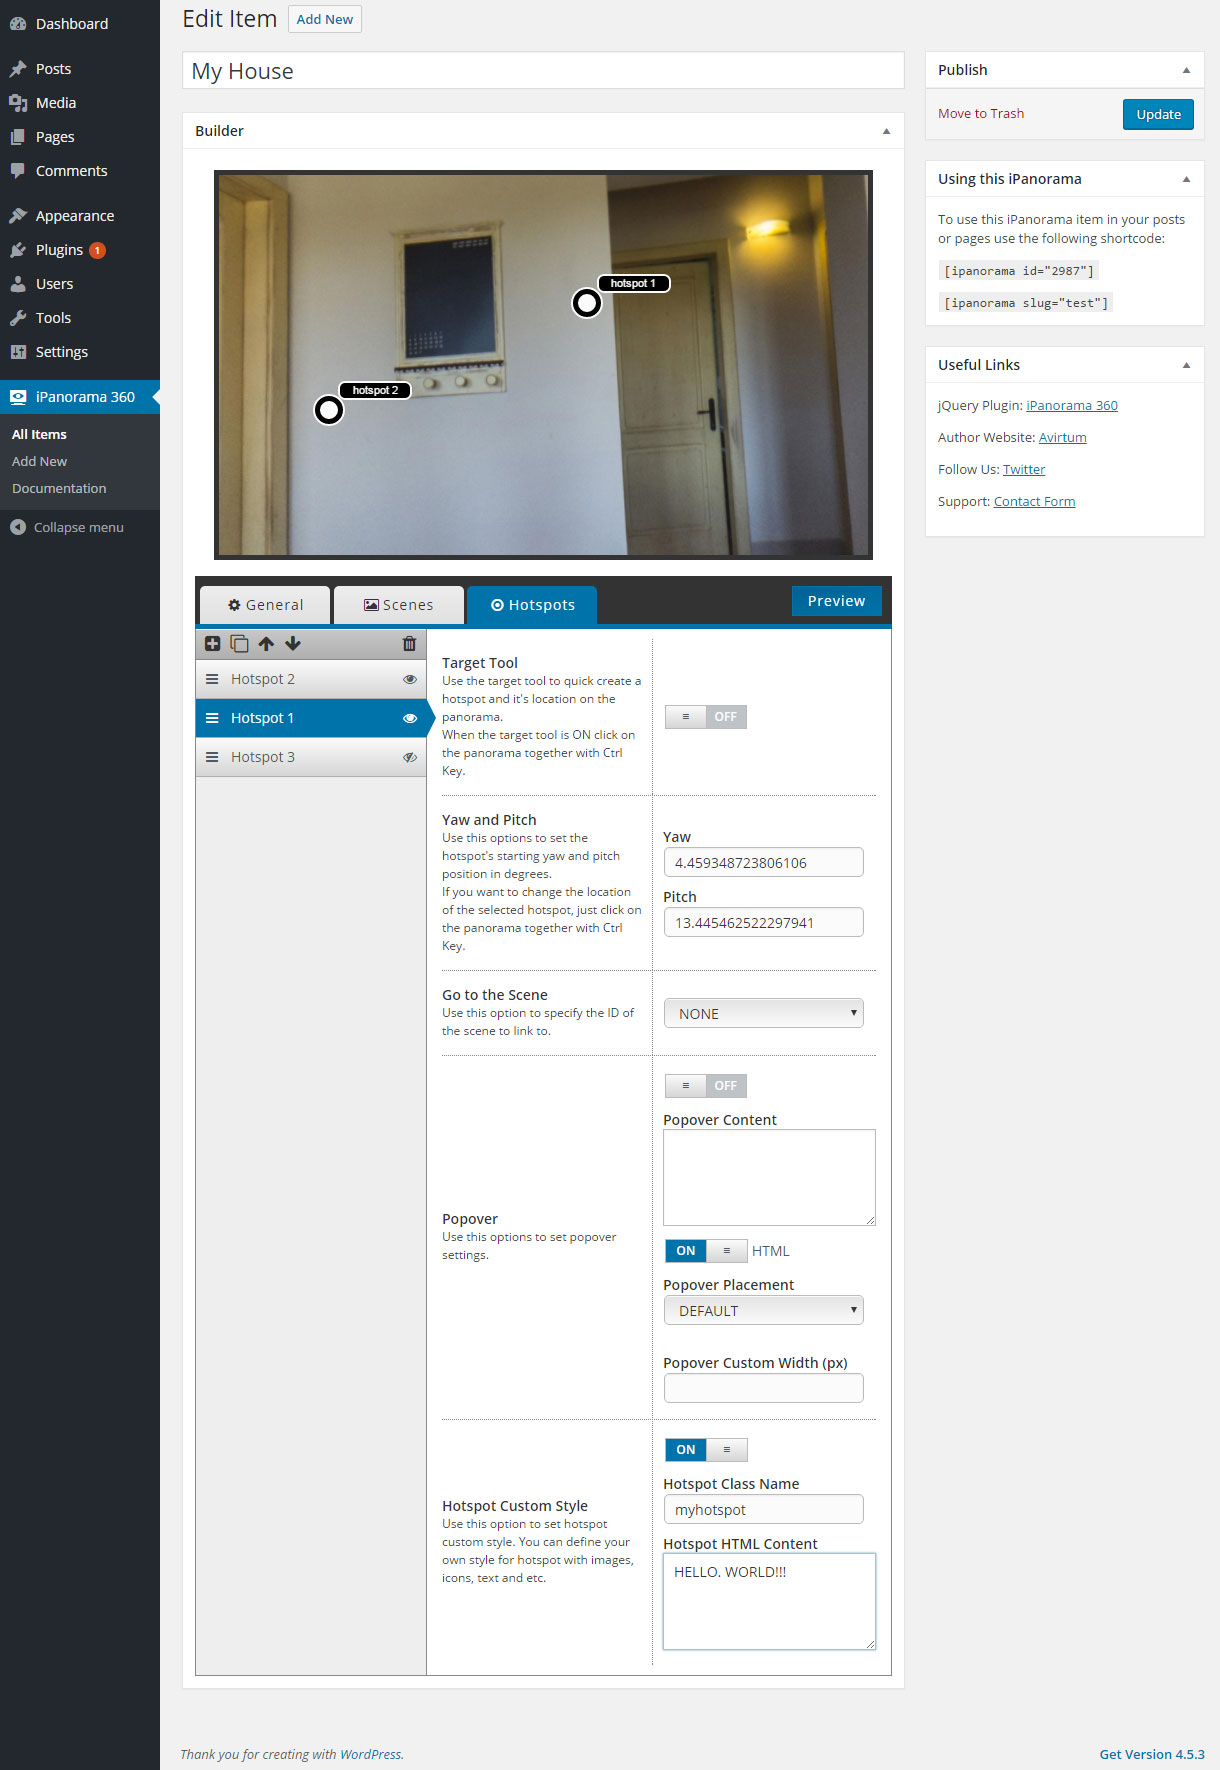 Dashboard
Posts
Media
Pages
Comments
Appearance
Plugins 1
Users
Tools
Settings
iPanorama 360
All Items
Add New
Documentation
Collapse menu
Edit Item Add New
My House
Builder
hotspot 1
hotspot 2
General Scenes Hotspots Preview
Hotspot 2
Hotspot 1
Hotspot 3
Target Tool
Use the target tool to quick create a
hotspot and it's location on the
panorama.
When the target tool is ON click on
the panorama together with Ctrl
Key.
OFF
Yaw and Pitch
Use this options to set the
hotspot's starting yaw and pitch
position in degrees.
If you want to change the location
of the selected hotspot, just click on
the panorama together with Ctrl
Key.
Yaw
4.459348723806106
Pitch
13.445462522297941
Go to the Scene
Use this option to specify the ID of
the scene to link to.
NONE
Popover
Use this options to set popover
settings.
OFF
Popover Content
ON HTML
Popover Placement
DEFAULT
Popover Custom Width (px)
Hotspot Custom Style
Use this option to set hotspot
custom style. You can define your
own style for hotspot with images,
icons, text and etc.
ON
Hotspot Class Name
myhotspot
Hotspot HTML Content
HELLO. WORLD!!!
Publish
Move to Trash Update
Using this iPanorama
To use this iPanorama item in your posts
or pages use the following shortcode:
[ipanorama id="2987"]
[ipanorama slug="test"]
Useful Links
jQuery Plugin: iPanorama 360
Author Website: Avirtum
Follow Us: Twitter
Support: Contact Form
Thank you for creating with WordPress.
Get Version 4.5.3